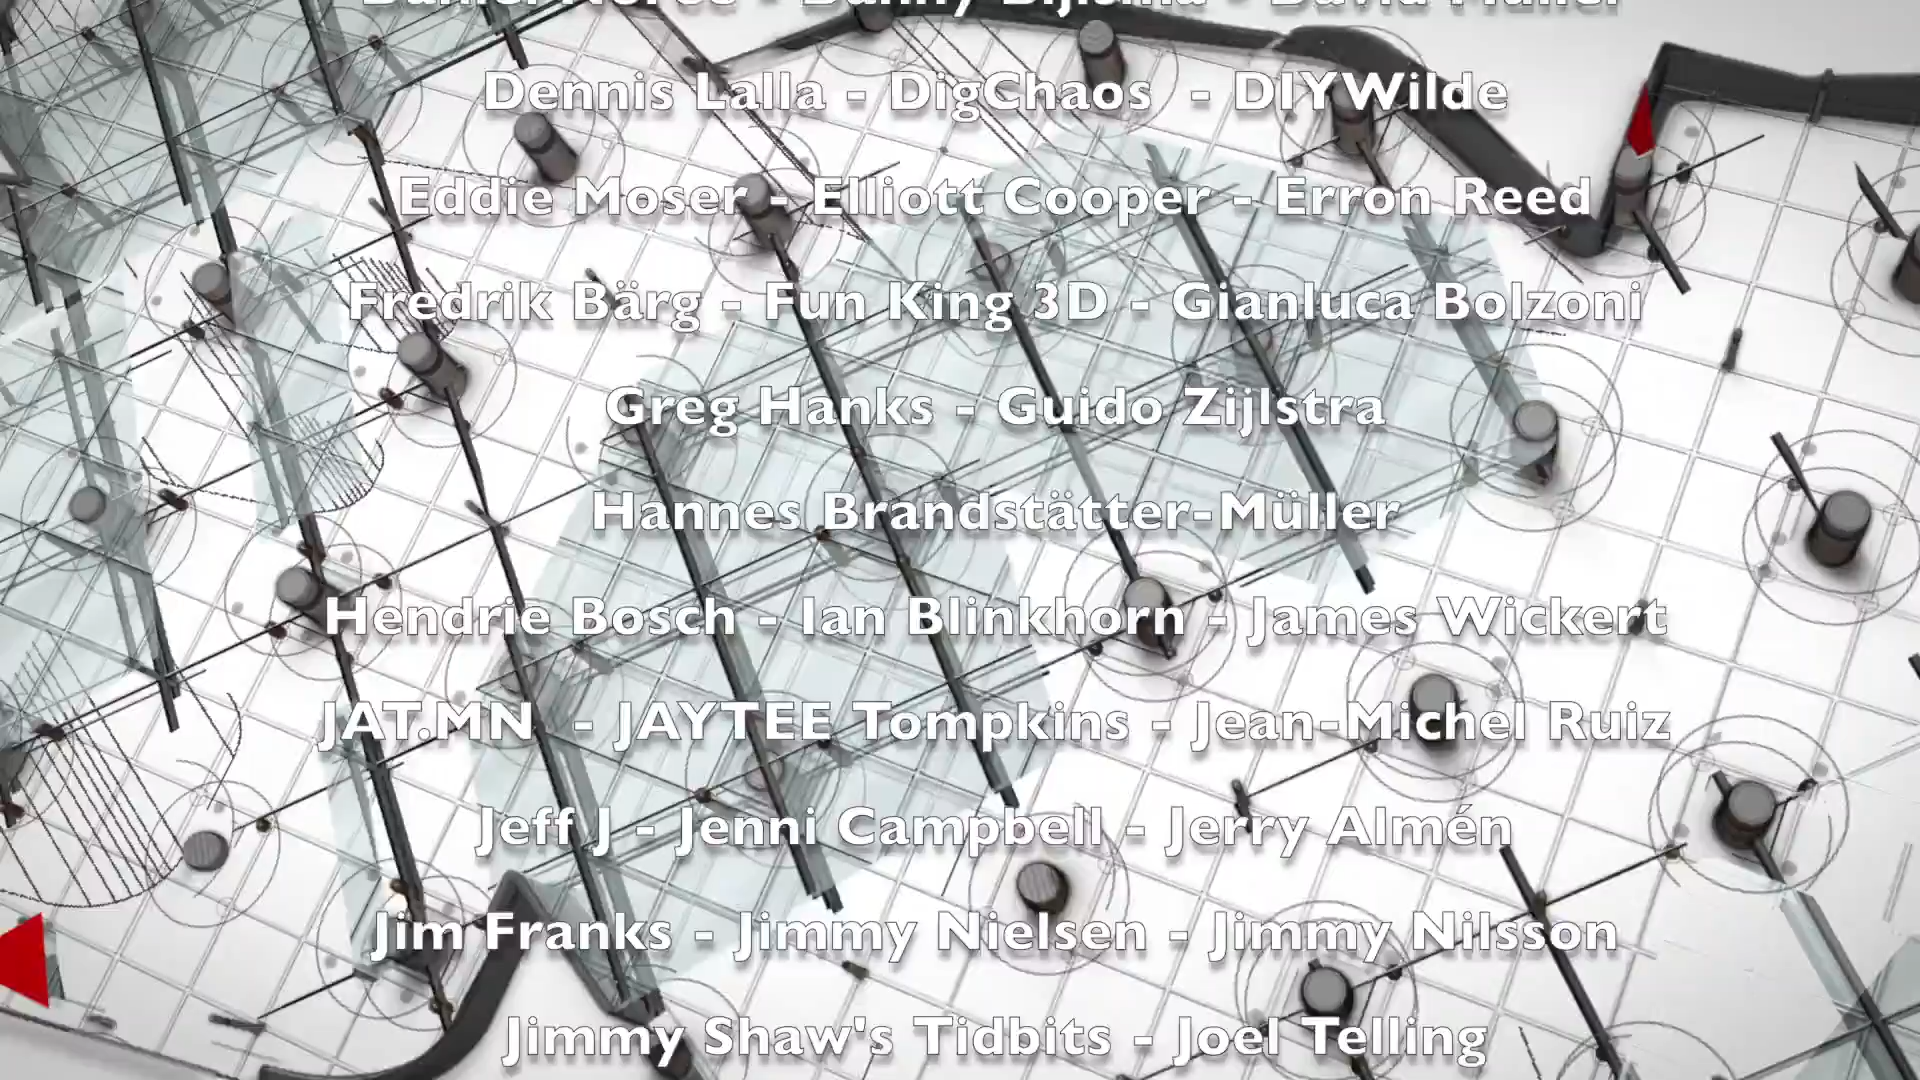 Dennis Lalla - DigChaos - DIYWilde
Eddie Moser - Elliott Cooper - Erron Reed
Fredrik Bärg - Fun King 3D - Gianluca Bolzoni
Greg Hanks - Guido Zijlstra
Hannes Brandstätter-Müller
Hendrie Bosch - Ian Blinkhorn - James Wickert
JAT.MN - JAYTEE Tompkins - Jean-Michel Ruiz
Jeff J - Jenni Campbell - Jerry Almén
Jim Franks - Jimmy Nielsen - Jimmy Nilsson
Jimmy Shaw's Tidbits - Joel Telling